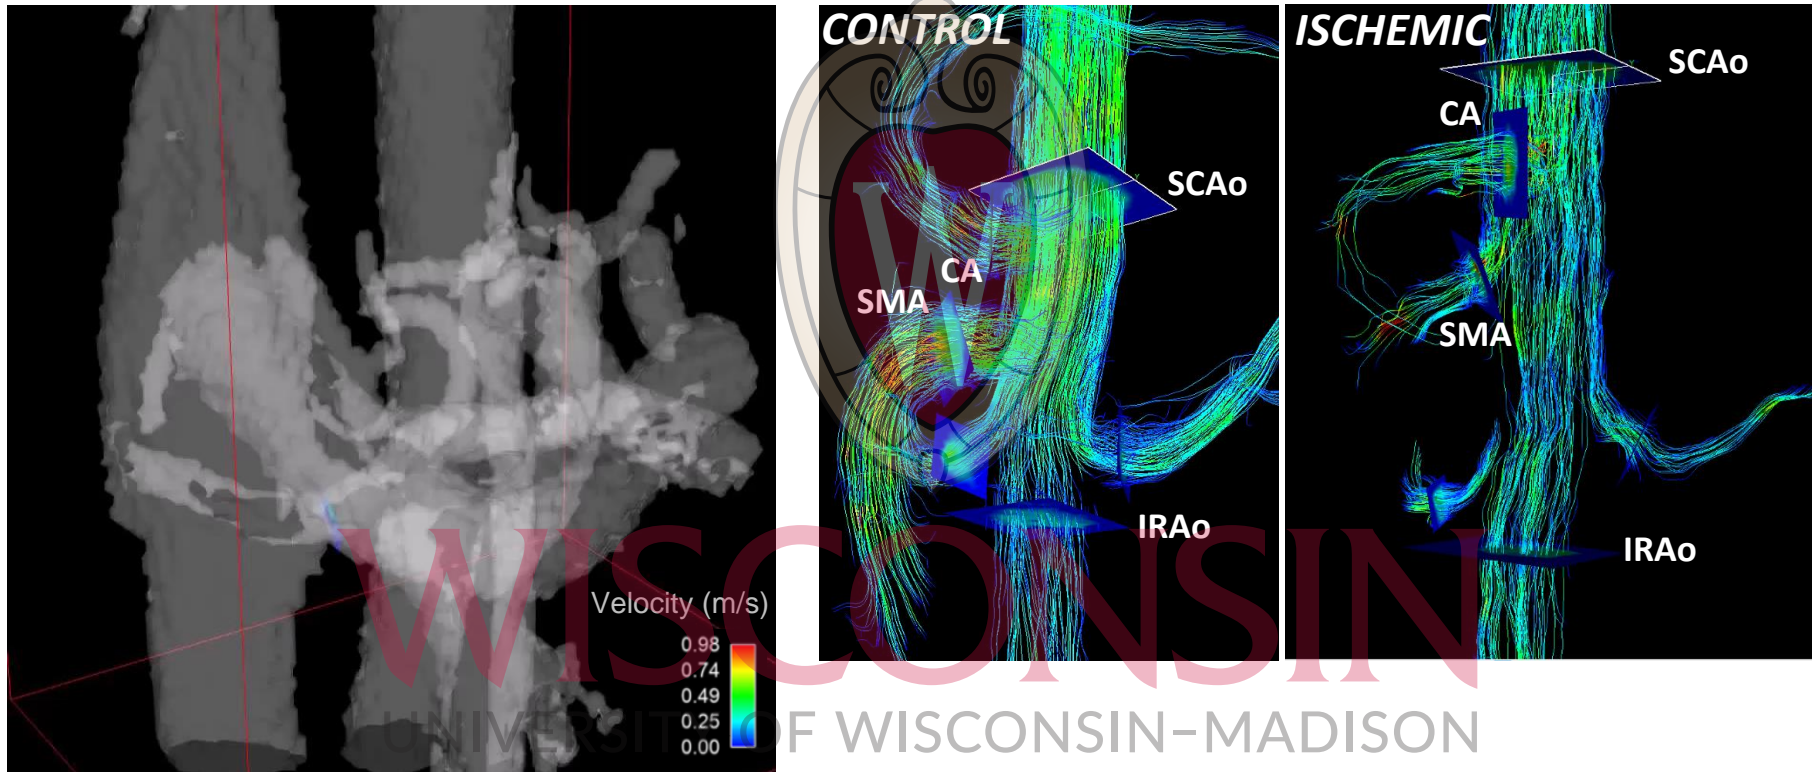 Velocity (m/s)
0.98
0.74
0.49
0.25
0.00
CONTROL
SCAo
CA
SMA
IRAo
ISCHEMIC
SCAo
CA
SMA
IRAo
W
WISCONSIN
UNIVERSITY OF WISCONSIN–MADISON